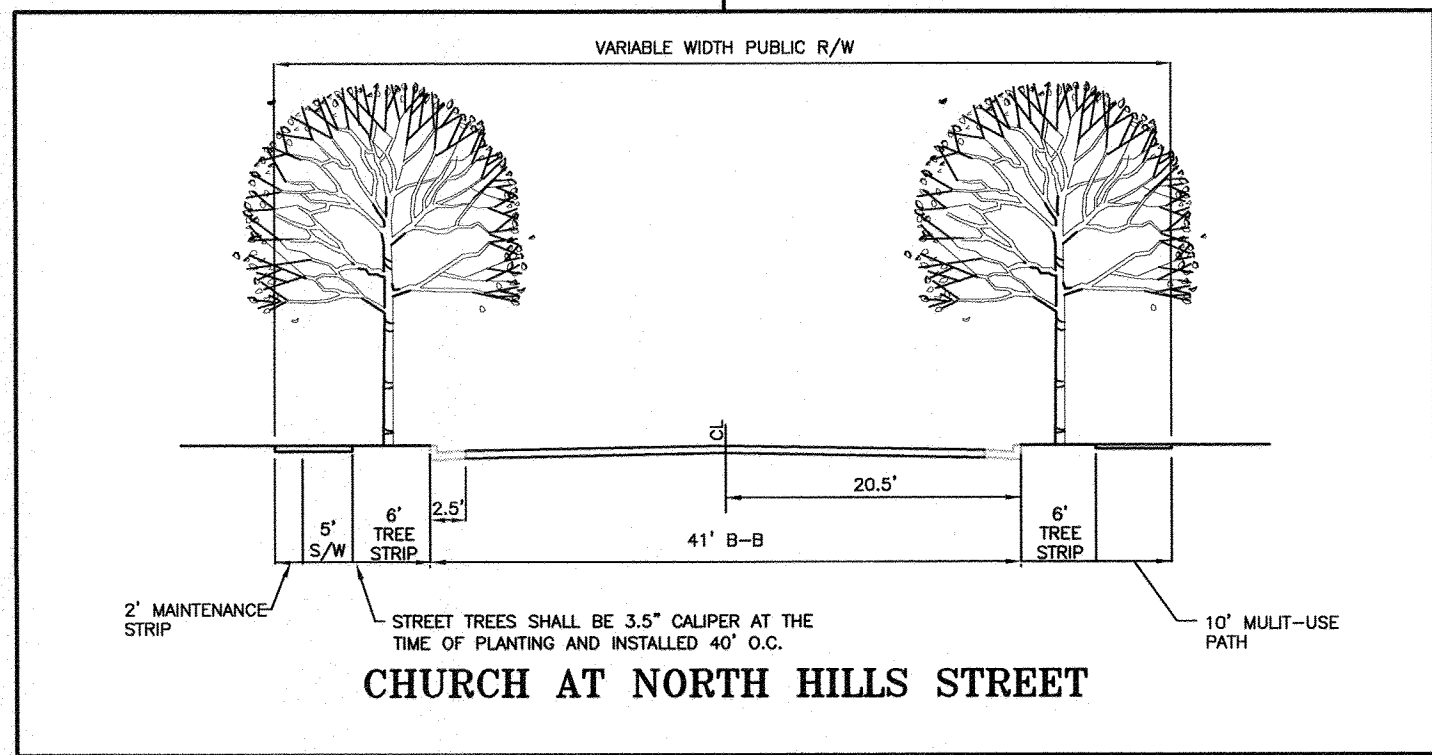 VARIABLE WIDTH PUBLIC R/W
CL
20.5'
2.5'
5'
S/W
6'
TREE
STRIP
41' B-B
6'
TREE
STRIP
2' MAINTENANCE
STRIP
STREET TREES SHALL BE 3.5" CALIPER AT THE
TIME OF PLANTING AND INSTALLED 40' O.C.
10' MULIT-USE
PATH
CHURCH AT NORTH HILLS STREET